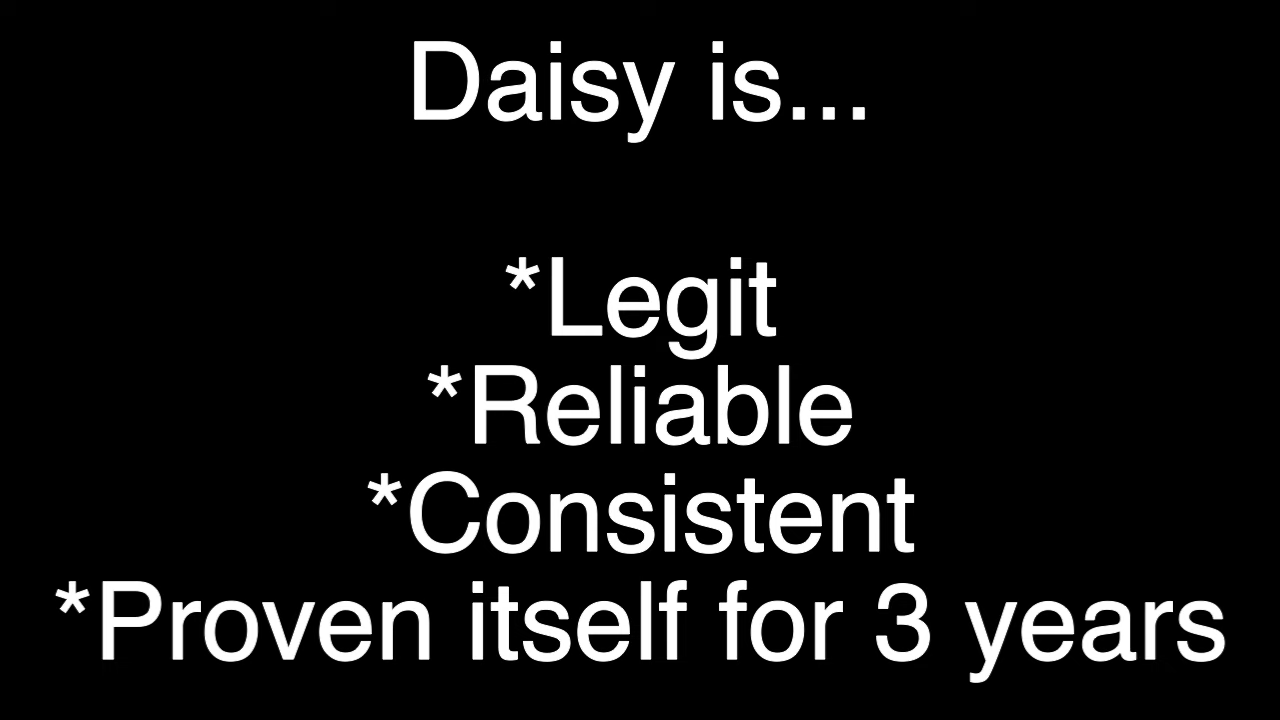 Daisy is...
*Legit
*Reliable
*Consistent
*Proven itself for 3 years